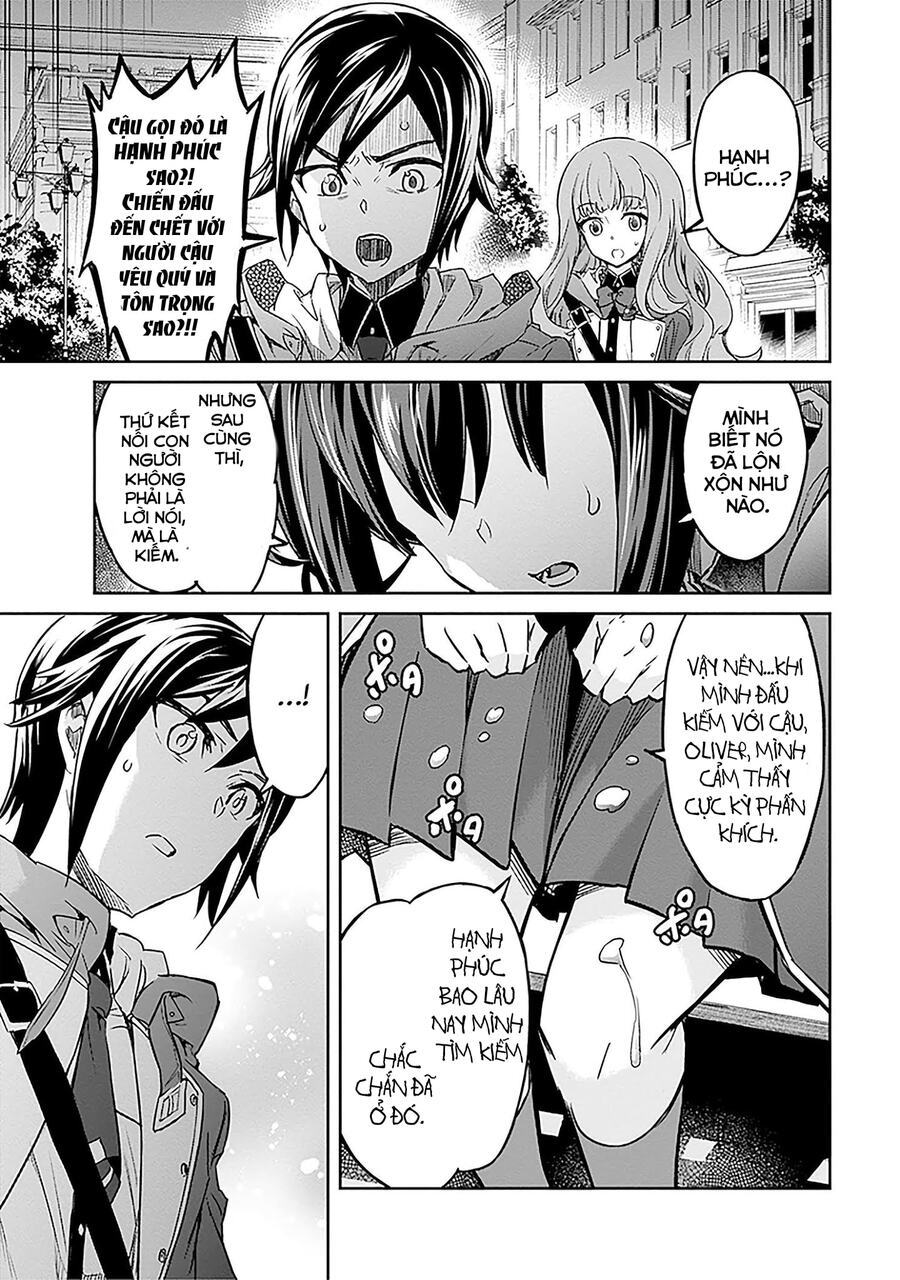 HẠNH
PHÚC...?
CẬU GỌI ĐÓ LÀ
HẠNH PHÚC
SAO?!
CHIẾN ĐẤU
ĐẾN CHẾT VỚI
NGƯỜI CẬU
YÊU QUÝ VÀ
TÔN TRỌNG
SAO?!!
MÌNH
BIẾT NÓ
ĐÃ LỘN
XỘN NHƯ
NÀO.
NHƯNG
SAU
CÙNG THÌ,
THỨ KẾT
NỐI CON
NGƯỜI
KHÔNG
PHẢI LÀ
LỜI NÓI,
MÀ LÀ
KIẾM.
VẬY NÊN...KHI
MÌNH ĐẤU
KIẾM VỚI CẬU,
OLIVER, MÌNH
CẢM THẤY
CỰC KỲ PHẤN
KHÍCH.
HẠNH
PHÚC
BAO LÂU
NAY MÌNH
TÌM KIẾM
CHẮC
CHẮN ĐÃ
Ở ĐÓ.
...!